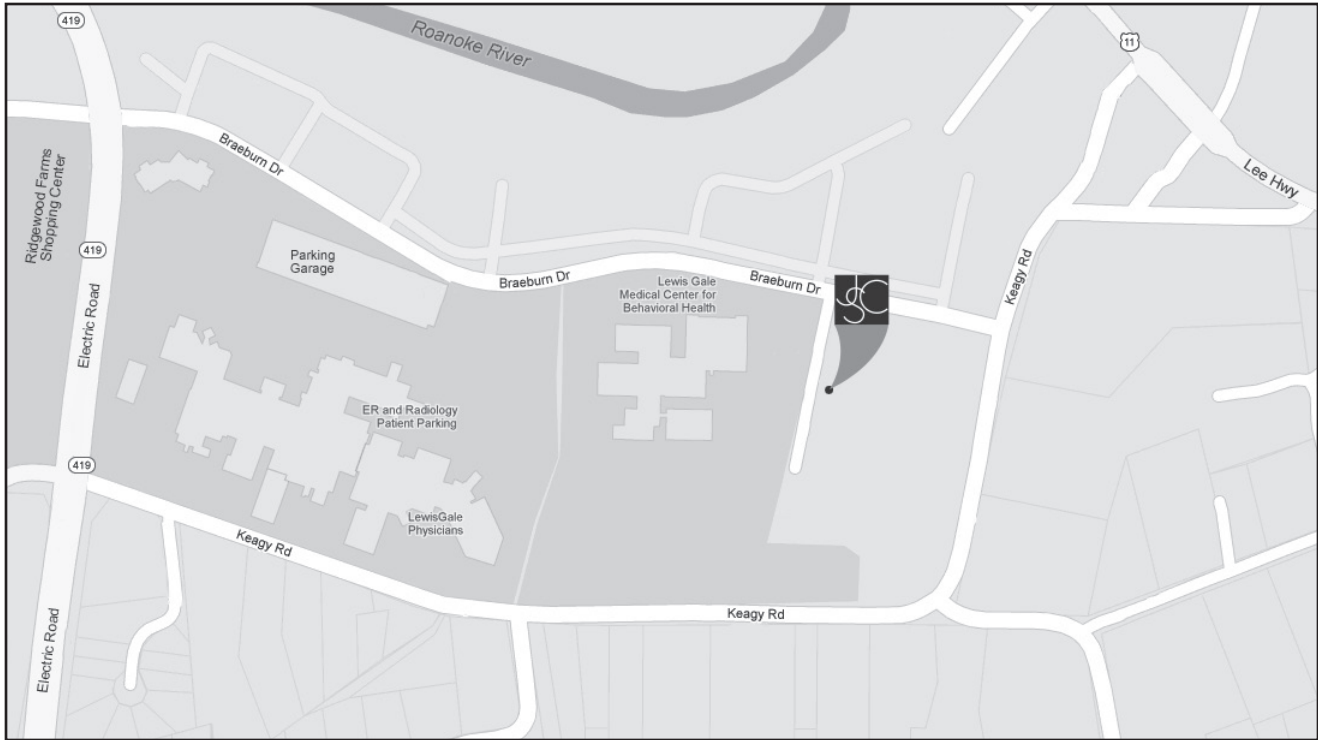 419
Roanoke River
11
Lee Hwy
Braeburn Dr
Ridgewood Farms
Shopping Center
419
Parking
Garage
Braeburn Dr
Lewis Gale
Medical Center for
Behavioral Health
Braeburn Dr
Keagy Rd
Electric Road
ER and Radiology
Patient Parking
419
LewisGale
Physicians
Keagy Rd
Keagy Rd
Electric Road